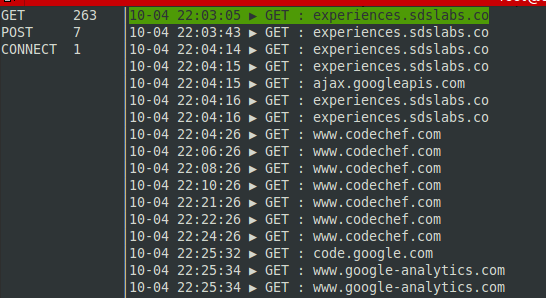 GET 263
POST 7
CONNECT 1
10-04 22:03:05 ► GET : experiences.sdslabs.co
10-04 22:03:43 ► GET : experiences.sdslabs.co
10-04 22:04:14 ► GET : experiences.sdslabs.co
10-04 22:04:15 ► GET : experiences.sdslabs.co
10-04 22:04:15 ► GET : ajax.googleapis.com
10-04 22:04:16 ► GET : experiences.sdslabs.co
10-04 22:04:16 ► GET : experiences.sdslabs.co
10-04 22:04:26 ► GET : www.codechef.com
10-04 22:06:26 ► GET : www.codechef.com
10-04 22:08:26 ► GET : www.codechef.com
10-04 22:10:26 ► GET : www.codechef.com
10-04 22:21:26 ► GET : www.codechef.com
10-04 22:22:26 ► GET : www.codechef.com
10-04 22:24:26 ► GET : www.codechef.com
10-04 22:25:32 ► GET : code.google.com
10-04 22:25:34 ► GET : www.google-analytics.com
10-04 22:25:34 ► GET : www.google-analytics.com